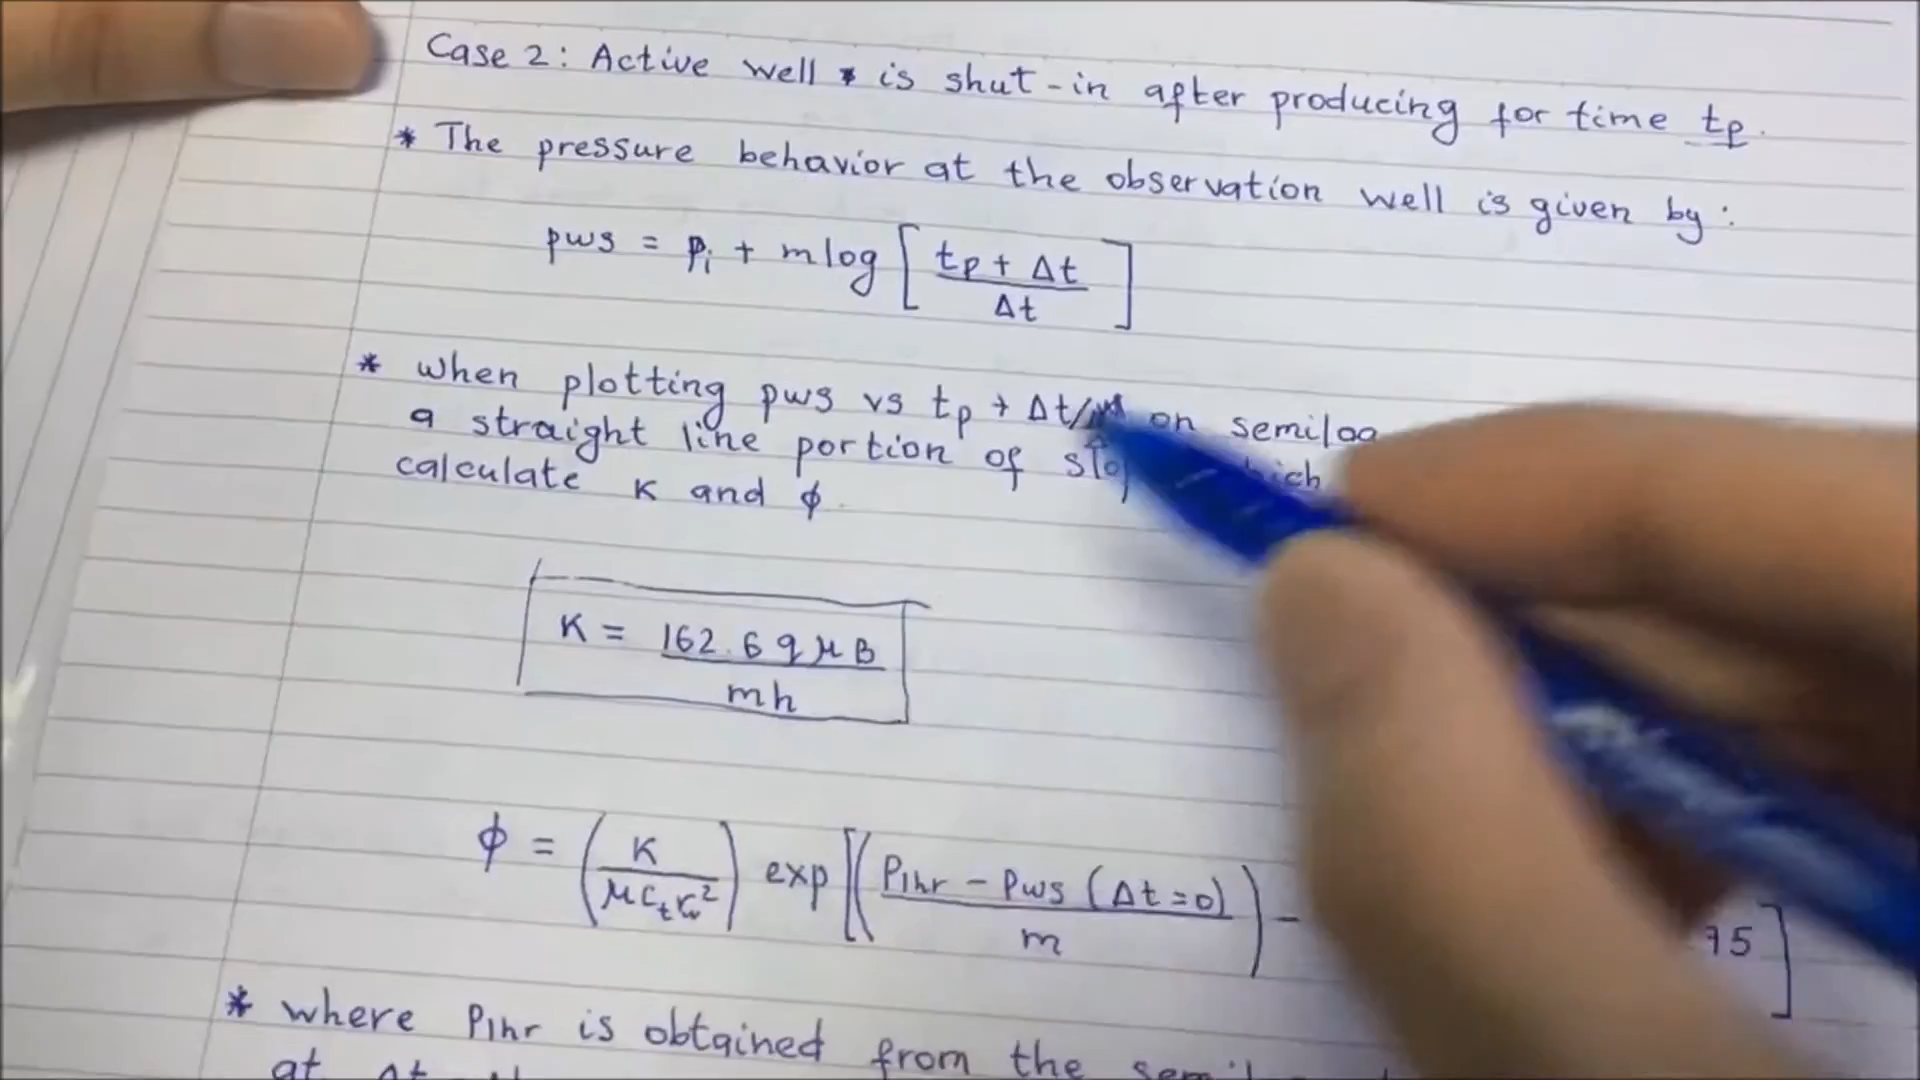 Case 2: Active well is shut-in after producing for time tp.
* The pressure behavior at the observation well is given by:
pws = pi + mlog [ tp + Δt / Δt ]
* when plotting pws vs tp + Δt/ on semilog
a straight line portion of
calculate K and φ.
K = 162.6 q μ B / mh
φ = ( K / μ ct rw² ) exp [ ( P1hr - Pws (Δt=0) / m ) - 75 ]
* where P1hr is obtained from the
at Δt